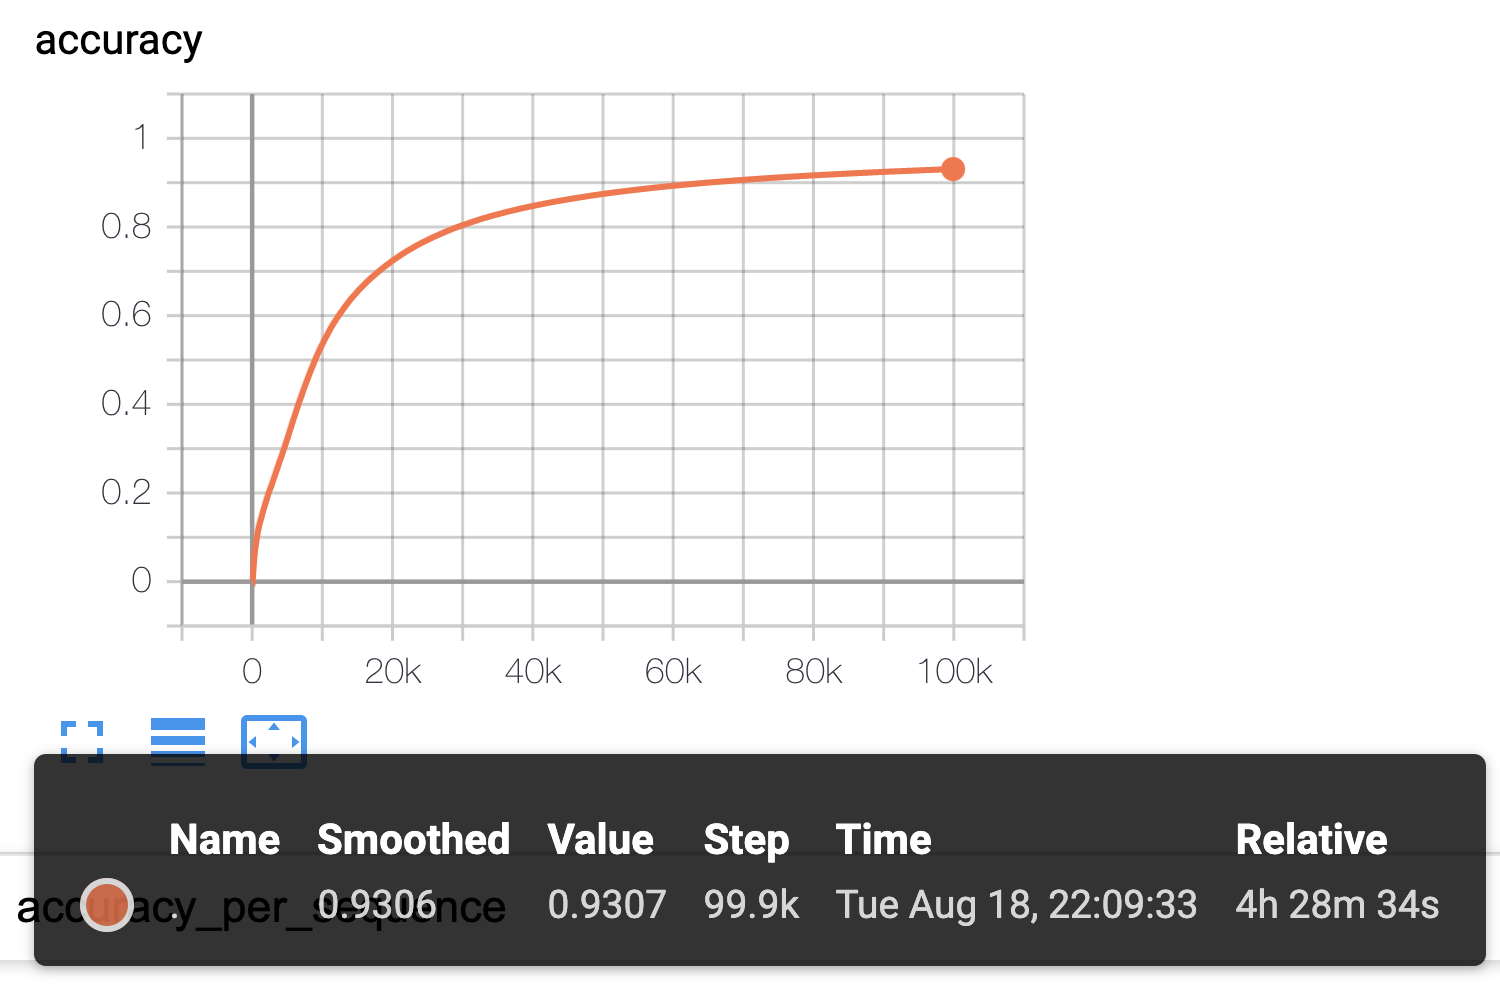 accuracy
1
0.8
0.6
0.4
0.2
0
0 20k 40k 60k 80k 100k
Name Smoothed Value Step Time Relative
. 0.9306 0.9307 99.9k Tue Aug 18, 22:09:33 4h 28m 34s
accuracy_per_sequence